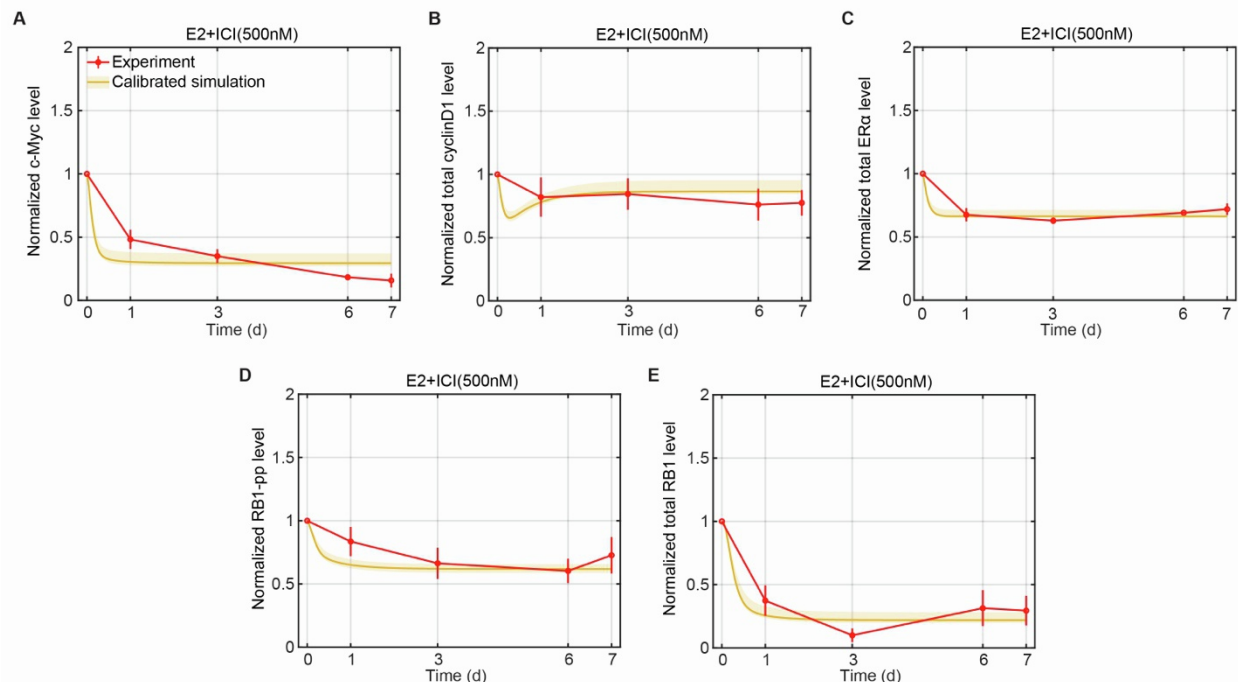 A
E2+ICI(500nM)
Experiment
Calibrated simulation
Normalized c-Myc level
2
1.5
1
0.5
0
0 1 3 6 7
Time (d)
B
E2+ICI(500nM)
Normalized total cyclinD1 level
2
1.5
1
0.5
0
0 1 3 6 7
Time (d)
C
E2+ICI(500nM)
Normalized total ERα level
2
1.5
1
0.5
0
0 1 3 6 7
Time (d)
D
E2+ICI(500nM)
Normalized RB1-pp level
2
1.5
1
0.5
0
0 1 3 6 7
Time (d)
E
E2+ICI(500nM)
Normalized total RB1 level
2
1.5
1
0.5
0
0 1 3 6 7
Time (d)